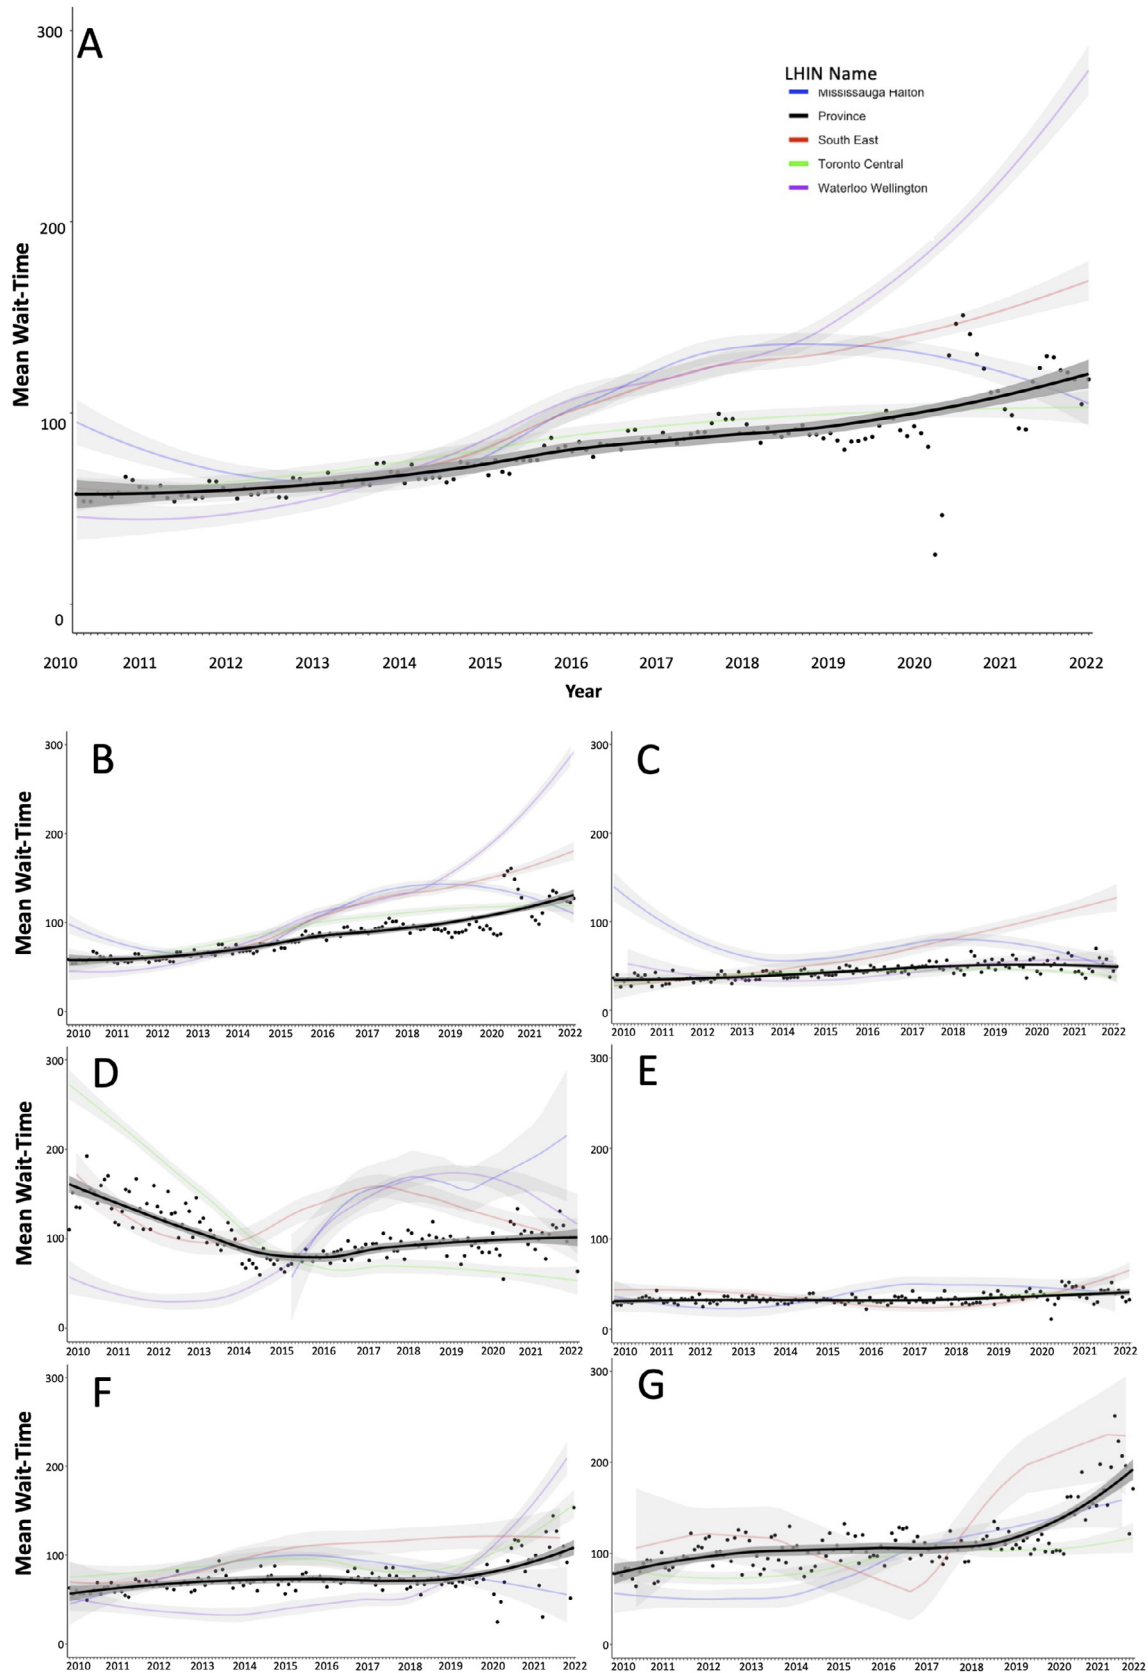 A
300
200
100
0
Mean Wait-Time
LHIN Name
Mississauga Halton
Province
South East
Toronto Central
Waterloo Wellington
2010 2011 2012 2013 2014 2015 2016 2017 2018 2019 2020 2021 2022
Year
B
300
200
100
0
Mean Wait-Time
2010 2011 2012 2013 2014 2015 2016 2017 2018 2019 2020 2021 2022
C
300
200
100
0
2010 2011 2012 2013 2014 2015 2016 2017 2018 2019 2020 2021 2022
D
300
200
100
0
Mean Wait-Time
2010 2011 2012 2013 2014 2015 2016 2017 2018 2019 2020 2021 2022
E
300
200
100
0
2010 2011 2012 2013 2014 2015 2016 2017 2018 2019 2020 2021 2022
F
300
200
100
0
Mean Wait-Time
2010 2011 2012 2013 2014 2015 2016 2017 2018 2019 2020 2021 2022
G
300
200
100
0
2010 2011 2012 2013 2014 2015 2016 2017 2018 2019 2020 2021 2022